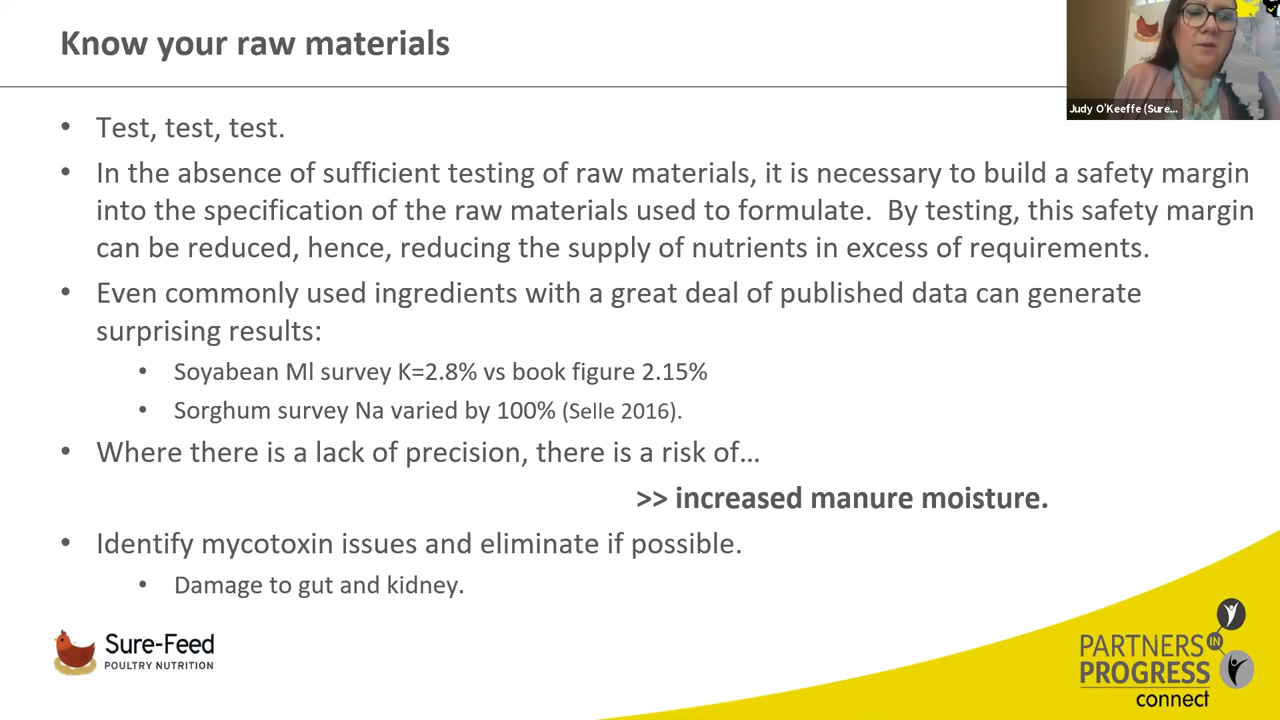 Know your raw materials
Judy O'Keeffe (Sure...
• Test, test, test.
• In the absence of sufficient testing of raw materials, it is necessary to build a safety margin
into the specification of the raw materials used to formulate.  By testing, this safety margin
can be reduced, hence, reducing the supply of nutrients in excess of requirements.
• Even commonly used ingredients with a great deal of published data can generate
surprising results:
• Soyabean Ml survey K=2.8% vs book figure 2.15%
• Sorghum survey Na varied by 100% (Selle 2016).
• Where there is a lack of precision, there is a risk of…
>> increased manure moisture.
• Identify mycotoxin issues and eliminate if possible.
• Damage to gut and kidney.
Sure-Feed
POULTRY NUTRITION
PARTNERS IN
PROGRESS
connect